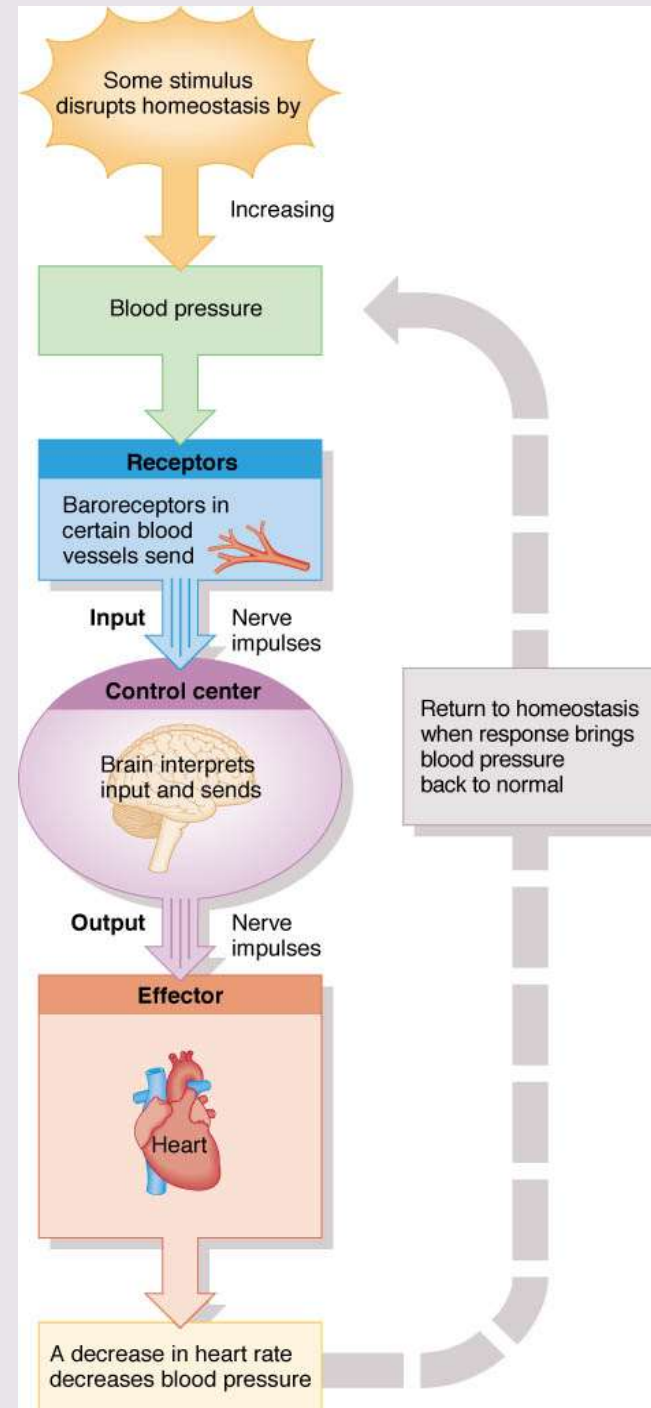 Some stimulus
disrupts homeostasis by
Increasing
Blood pressure
Receptors
Baroreceptors in
certain blood
vessels send
Input
Nerve
impulses
Control center
Brain interprets
input and sends
Output
Nerve
impulses
Effector
Heart
A decrease in heart rate
decreases blood pressure
Return to homeostasis
when response brings
blood pressure
back to normal